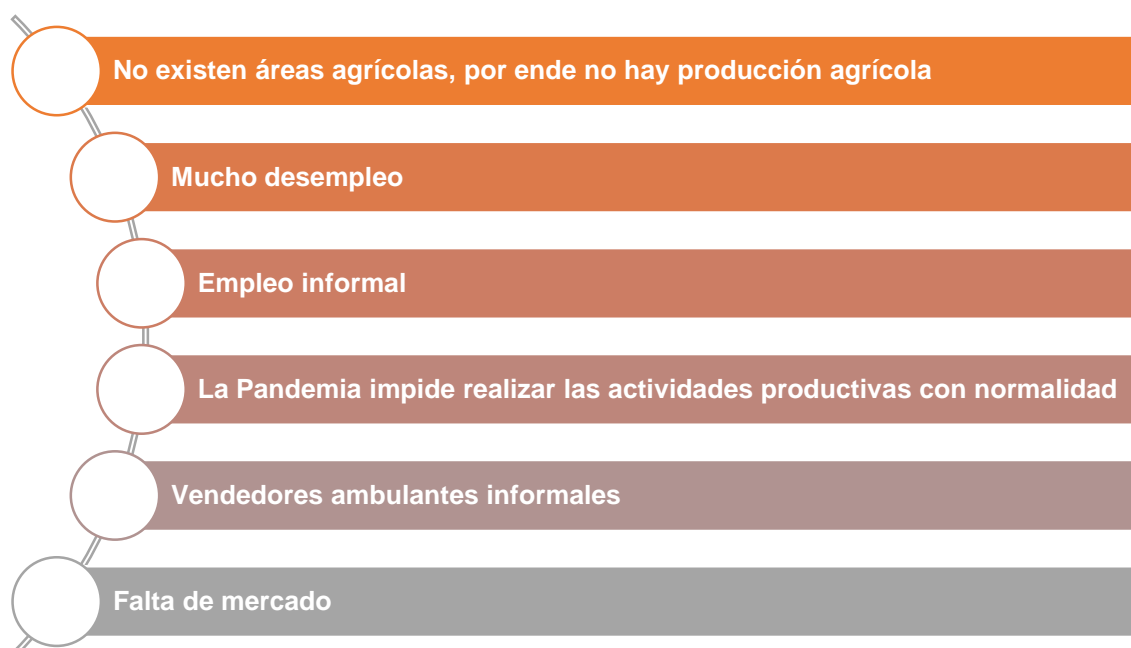 No existen áreas agrícolas, por ende no hay producción agrícola
Mucho desempleo
Empleo informal
La Pandemia impide realizar las actividades productivas con normalidad
Vendedores ambulantes informales
Falta de mercado